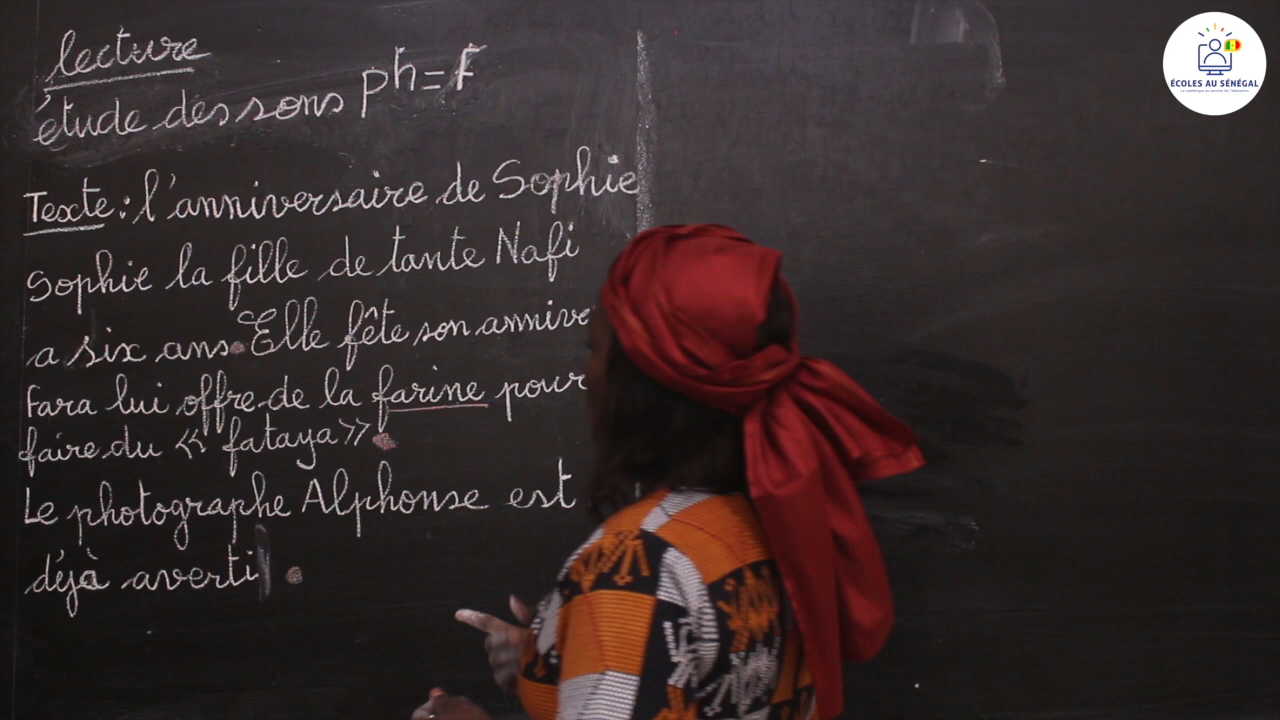 lecture
étude des sons ph = f
Texte : l'anniversaire de Sophie
Sophie la fille de tante Nafi
a six ans. Elle fête son annive
Fara lui offre de la farine pour
faire du « fataya ».
Le photographe Alphonse est
déjà averti.
ÉCOLES AU SÉNÉGAL